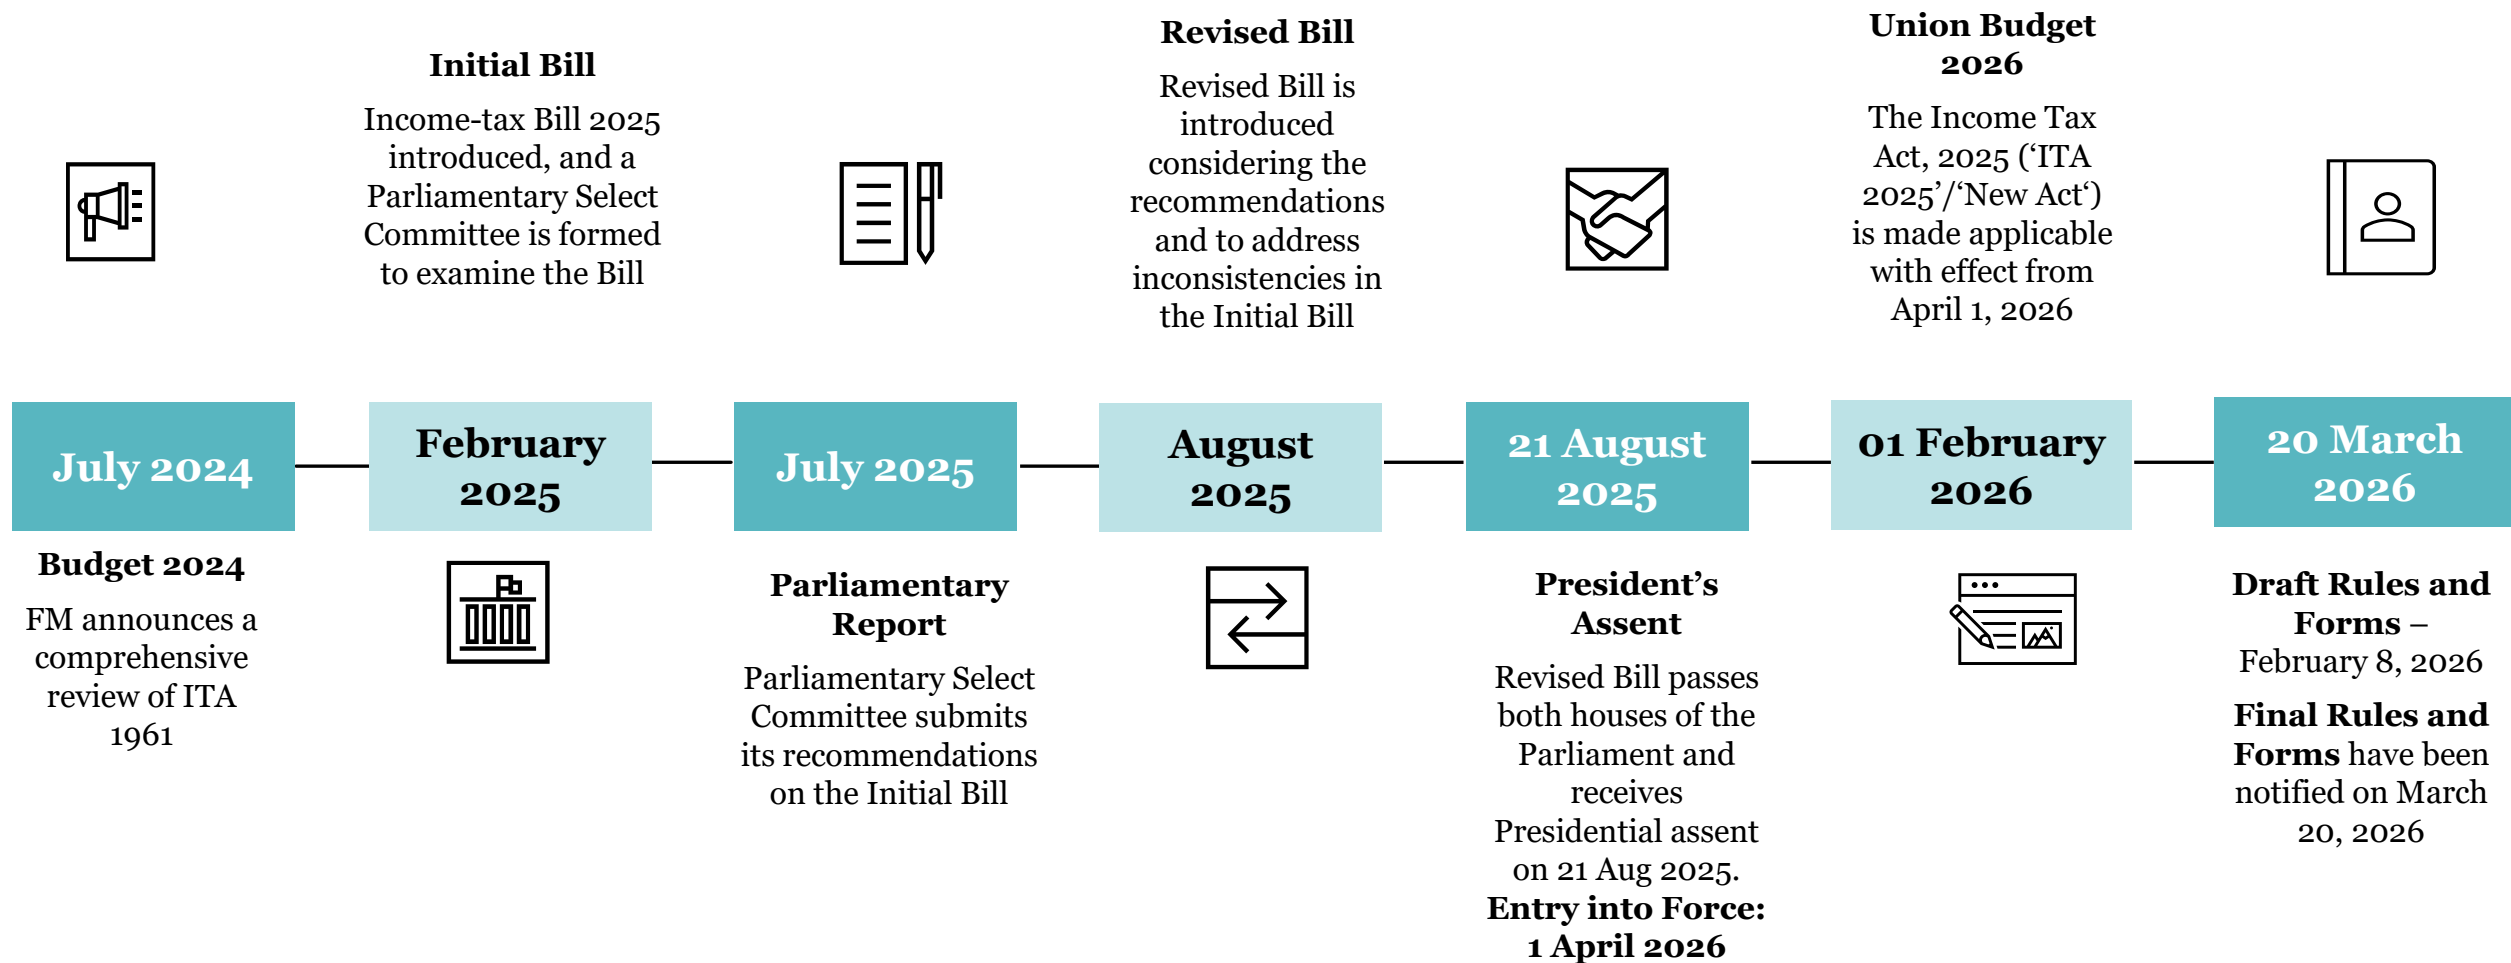 Initial Bill
Income-tax Bill 2025
introduced, and a
Parliamentary Select
Committee is formed
to examine the Bill
Revised Bill
Revised Bill is
introduced
considering the
recommendations
and to address
inconsistencies in
the Initial Bill
Union Budget
2026
The Income Tax
Act, 2025 (‘ITA
2025’/‘New Act‘)
is made applicable
with effect from
April 1, 2026
July 2024
February
2025
July 2025
August
2025
21 August
2025
01 February
2026
20 March
2026
Budget 2024
FM announces a
comprehensive
review of ITA
1961
Parliamentary
Report
Parliamentary Select
Committee submits
its recommendations
on the Initial Bill
President’s
Assent
Revised Bill passes
both houses of the
Parliament and
receives
Presidential assent
on 21 Aug 2025.
Entry into Force:
1 April 2026
Draft Rules and
Forms –
February 8, 2026
Final Rules and
Forms have been
notified on March
20, 2026